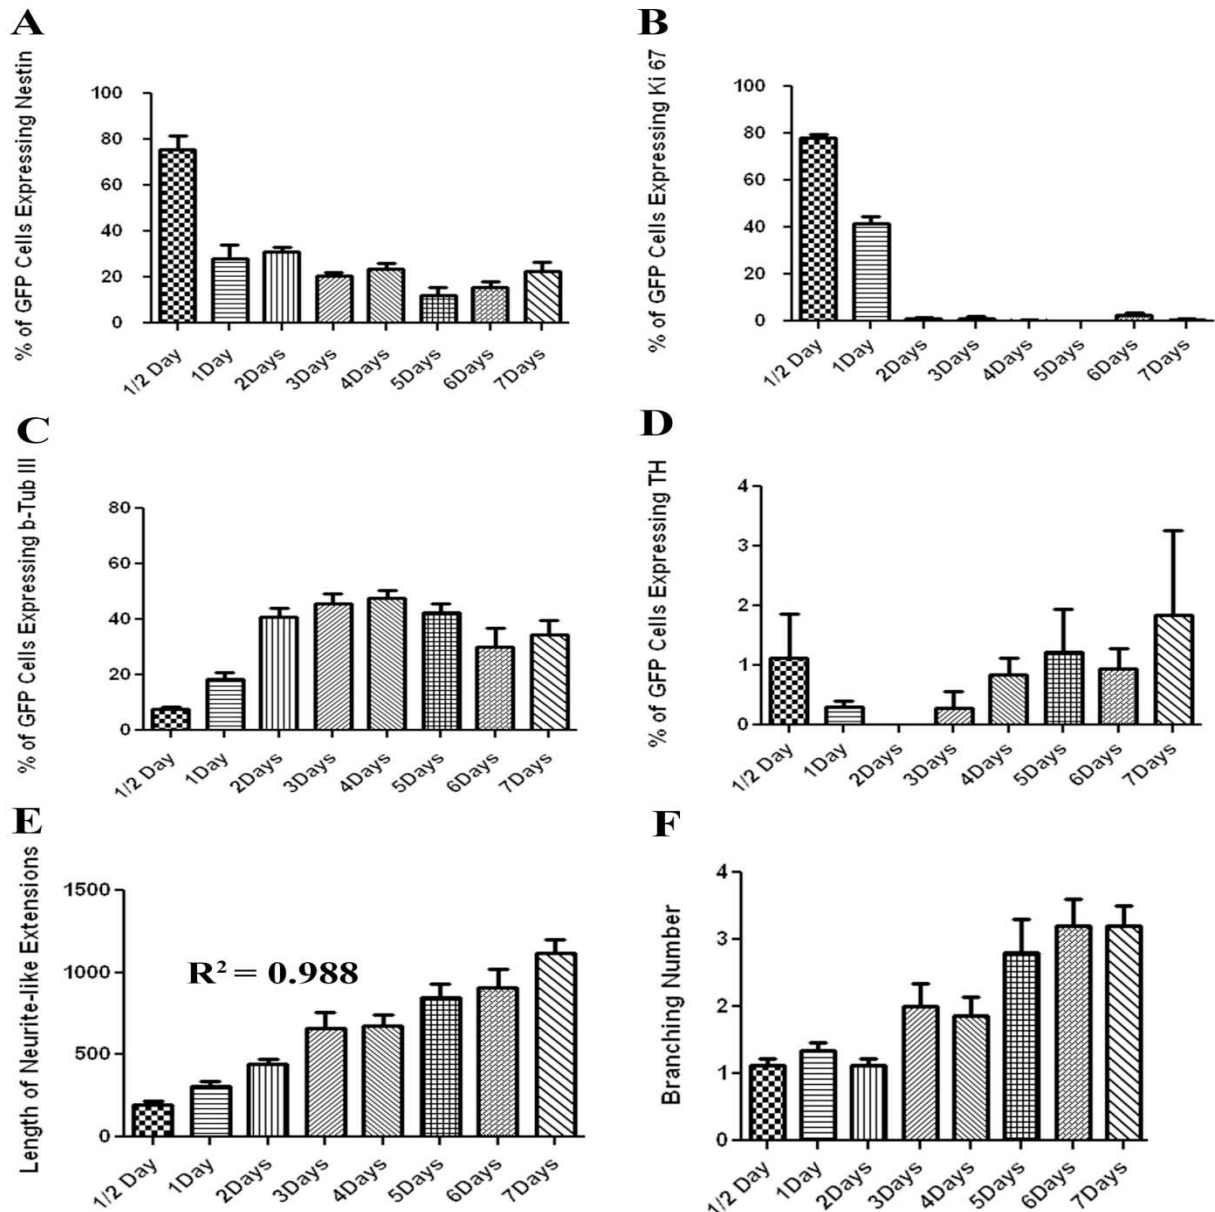 A
% of GFP Cells Expressing Nestin
100
80
60
40
20
0
1/2 Day
1Day
2Days
3Days
4Days
5Days
6Days
7Days
B
% of GFP Cells Expressing Ki 67
100
80
60
40
20
0
1/2 Day
1Day
2Days
3Days
4Days
5Days
6Days
7Days
C
% of GFP Cells Expressing b-Tub III
80
60
40
20
0
1/2 Day
1Day
2Days
3Days
4Days
5Days
6Days
7Days
D
% of GFP Cells Expressing TH
4
3
2
1
0
1/2 Day
1Day
2Days
3Days
4Days
5Days
6Days
7Days
E
Length of Neurite-like Extensions
1500
1000
500
0
R² = 0.988
1/2 Day
1Day
2Days
3Days
4Days
5Days
6Days
7Days
F
Branching Number
4
3
2
1
0
1/2 Day
1Day
2Days
3Days
4Days
5Days
6Days
7Days